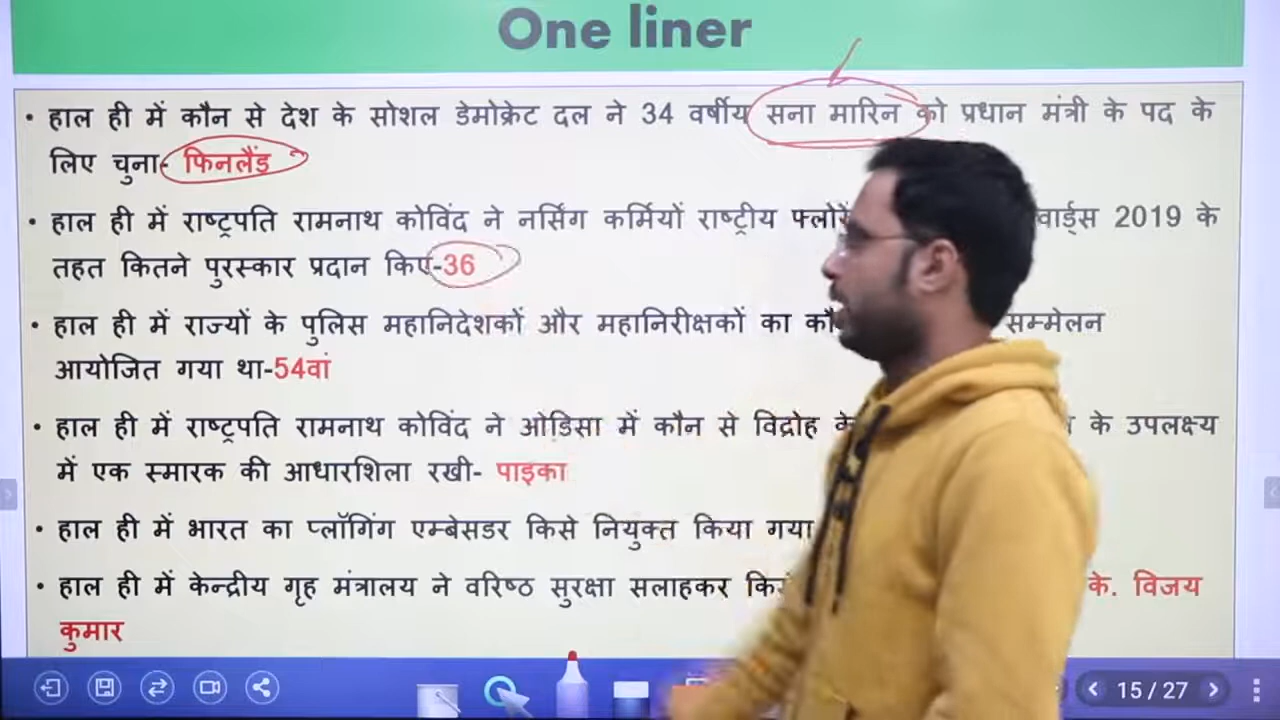 One liner
• हाल ही में कौन से देश के सोशल डेमोक्रेट दल ने 34 वर्षीय सना मारिन को प्रधान मंत्री के पद के
लिए चुना- फिनलैंड
• हाल ही में राष्ट्रपति रामनाथ कोविंद ने नर्सिंग कर्मियों राष्ट्रीय 2019 के
तहत कितने पुरस्कार प्रदान किए-36
• हाल ही में राज्यों के पुलिस महानिदेशकों और महानिरीक्षकों का सम्मेलन
आयोजित गया था-54वां
• हाल ही में राष्ट्रपति रामनाथ कोविंद ने ओडिसा में कौन से विद्रोह के उपलक्ष्य
में एक स्मारक की आधारशिला रखी- पाइका
• हाल ही में भारत का प्लॉगिंग एम्बेसडर किसे नियुक्त किया गया
• हाल ही में केन्द्रीय गृह मंत्रालय ने वरिष्ठ सुरक्षा सलाहकर के. विजय
कुमार
15 / 27